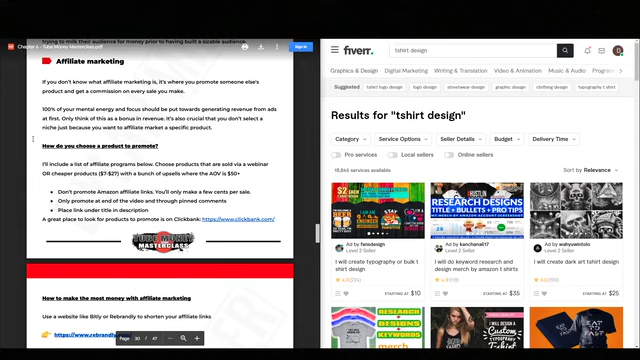 trying to milk their audience for money prior to having built a sizable audience.
Chapter 6 - Tube Money Masterclass.pdf
Sign in
Affiliate marketing
If you don't know what affiliate marketing is, it's where you promote someone else's
product and get a commission on every sale you make.
100% of your mental energy and focus should be put towards generating revenue from ads
at first. Only think of this as a bonus in revenue. It's also crucial that you don't select a
niche just because you want to affiliate market a specific product.
How do you choose a product to promote?
I'll include a list of affiliate programs below. Choose products that are sold via a webinar
OR cheaper products ($7-$27) with a bunch of upsells where the AOV is $50+
• Don't promote Amazon affiliate links. You'll only make a few cents per sale.
• Only promote at end of the video and through pinned comments
• Place link under title in description
A great place to look for products to promote is on Clickbank: https://www.clickbank.com/
TUBE MONEY
MASTERCLASS
How to make the most money with affiliate marketing
Use a website like Bitly or Rebrandly to shorten your affiliate links
https://www.rebrandly.com/
Page 30 / 47
fiverr.
tshirt design
Graphics & Design Digital Marketing Writing & Translation Video & Animation Music & Audio
Suggested tshirt logo design logo design streetwear design graphic design clothing design typography t shirt
Results for "tshirt design"
Category Service Options Seller Details Budget Delivery Time
Pro services Local sellers Online sellers
Sort by Relevance
Ad by
Level 2 Seller
I will create typography or bulk t
shirt design
STARTING AT $10
RESEARCH DESIGNS
TITLE + BULLETS + PRO TIPS
Ad by kanchana617
Level 2 Seller
I will do keyword research and
design merch by amazon t shirts
STARTING AT $35
Ad by wahyuwintolo
Level 2 Seller
I will create dark art tshirt design
STARTING AT $25
RESEARCH
DESIGNS
KEYWORDS
merch
I WILL DESIGN
A Custom
Typography
T-Shirt